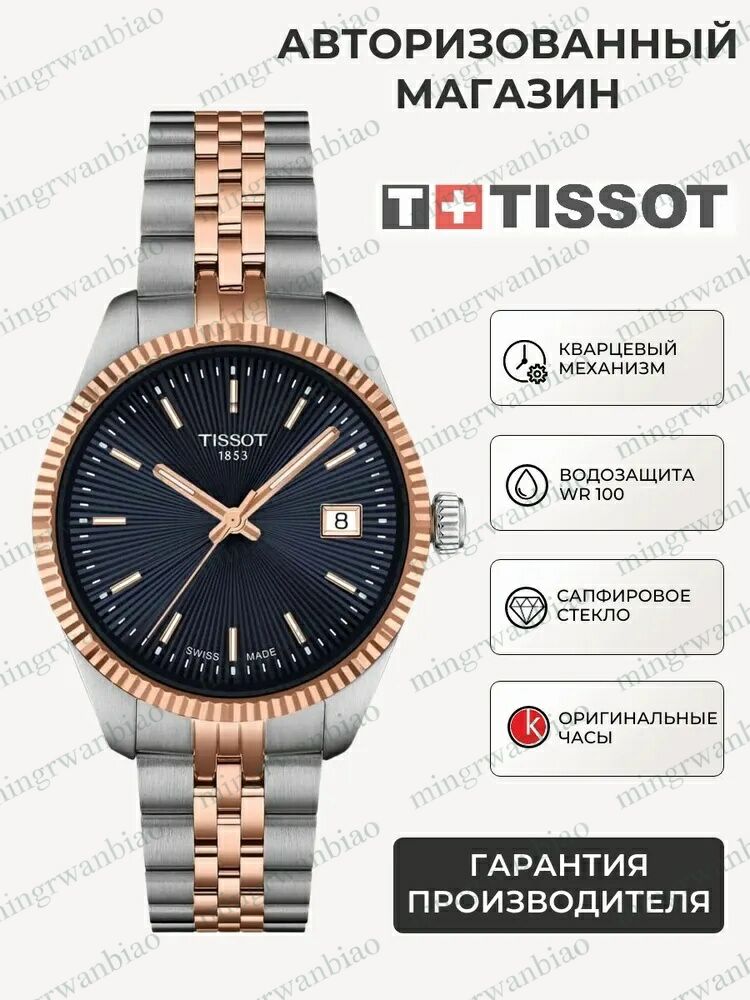 АВТОРИЗОВАННЫЙ
МАГАЗИН
T+TISSOT
КВАРЦЕВЫЙ
МЕХАНИЗМ
ВОДОЗАЩИТА
WR 100
САПФИРОВОЕ
СТЕКЛО
k ОРИГИНАЛЬНЫЕ
ЧАСЫ
ГАРАНТИЯ
ПРОИЗВОДИТЕЛЯ
TISSOT
1853
8
SWISS MADE
mingrwanbiao